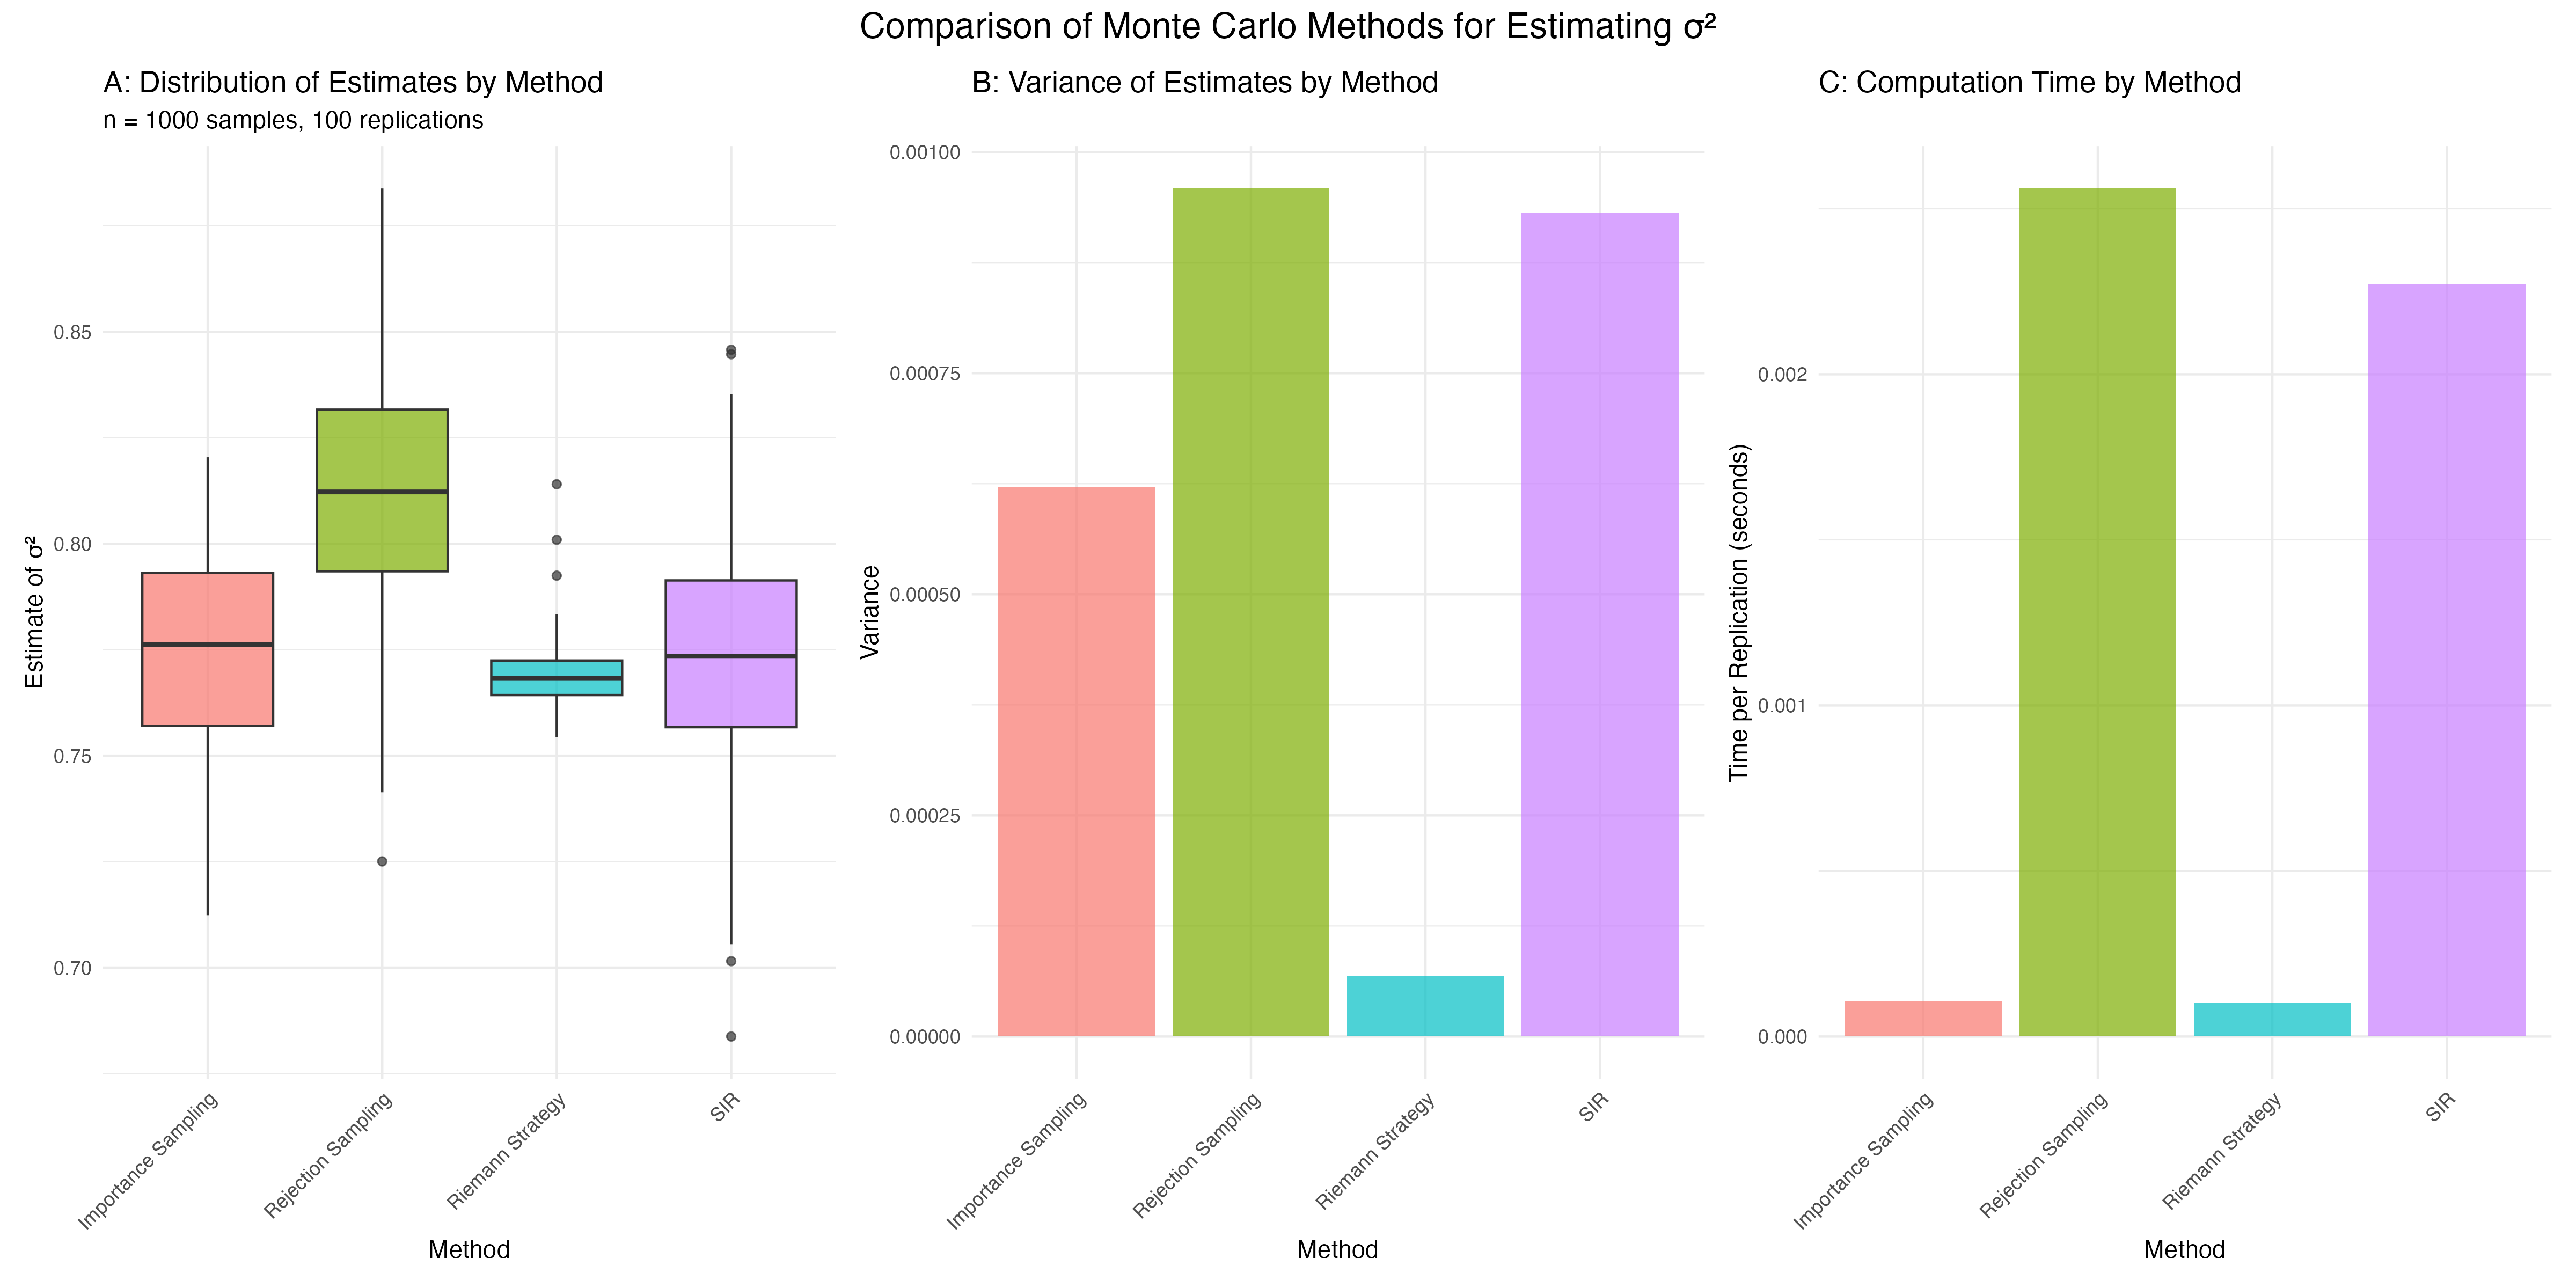 Comparison of Monte Carlo Methods for Estimating σ²
A: Distribution of Estimates by Method
n = 1000 samples, 100 replications
Estimate of σ²
0.85
0.80
0.75
0.70
Importance Sampling
Rejection Sampling
Riemann Strategy
SIR
Method
B: Variance of Estimates by Method
Variance
0.00100
0.00075
0.00050
0.00025
0.00000
Importance Sampling
Rejection Sampling
Riemann Strategy
SIR
Method
C: Computation Time by Method
Time per Replication (seconds)
0.002
0.001
0.000
Importance Sampling
Rejection Sampling
Riemann Strategy
SIR
Method